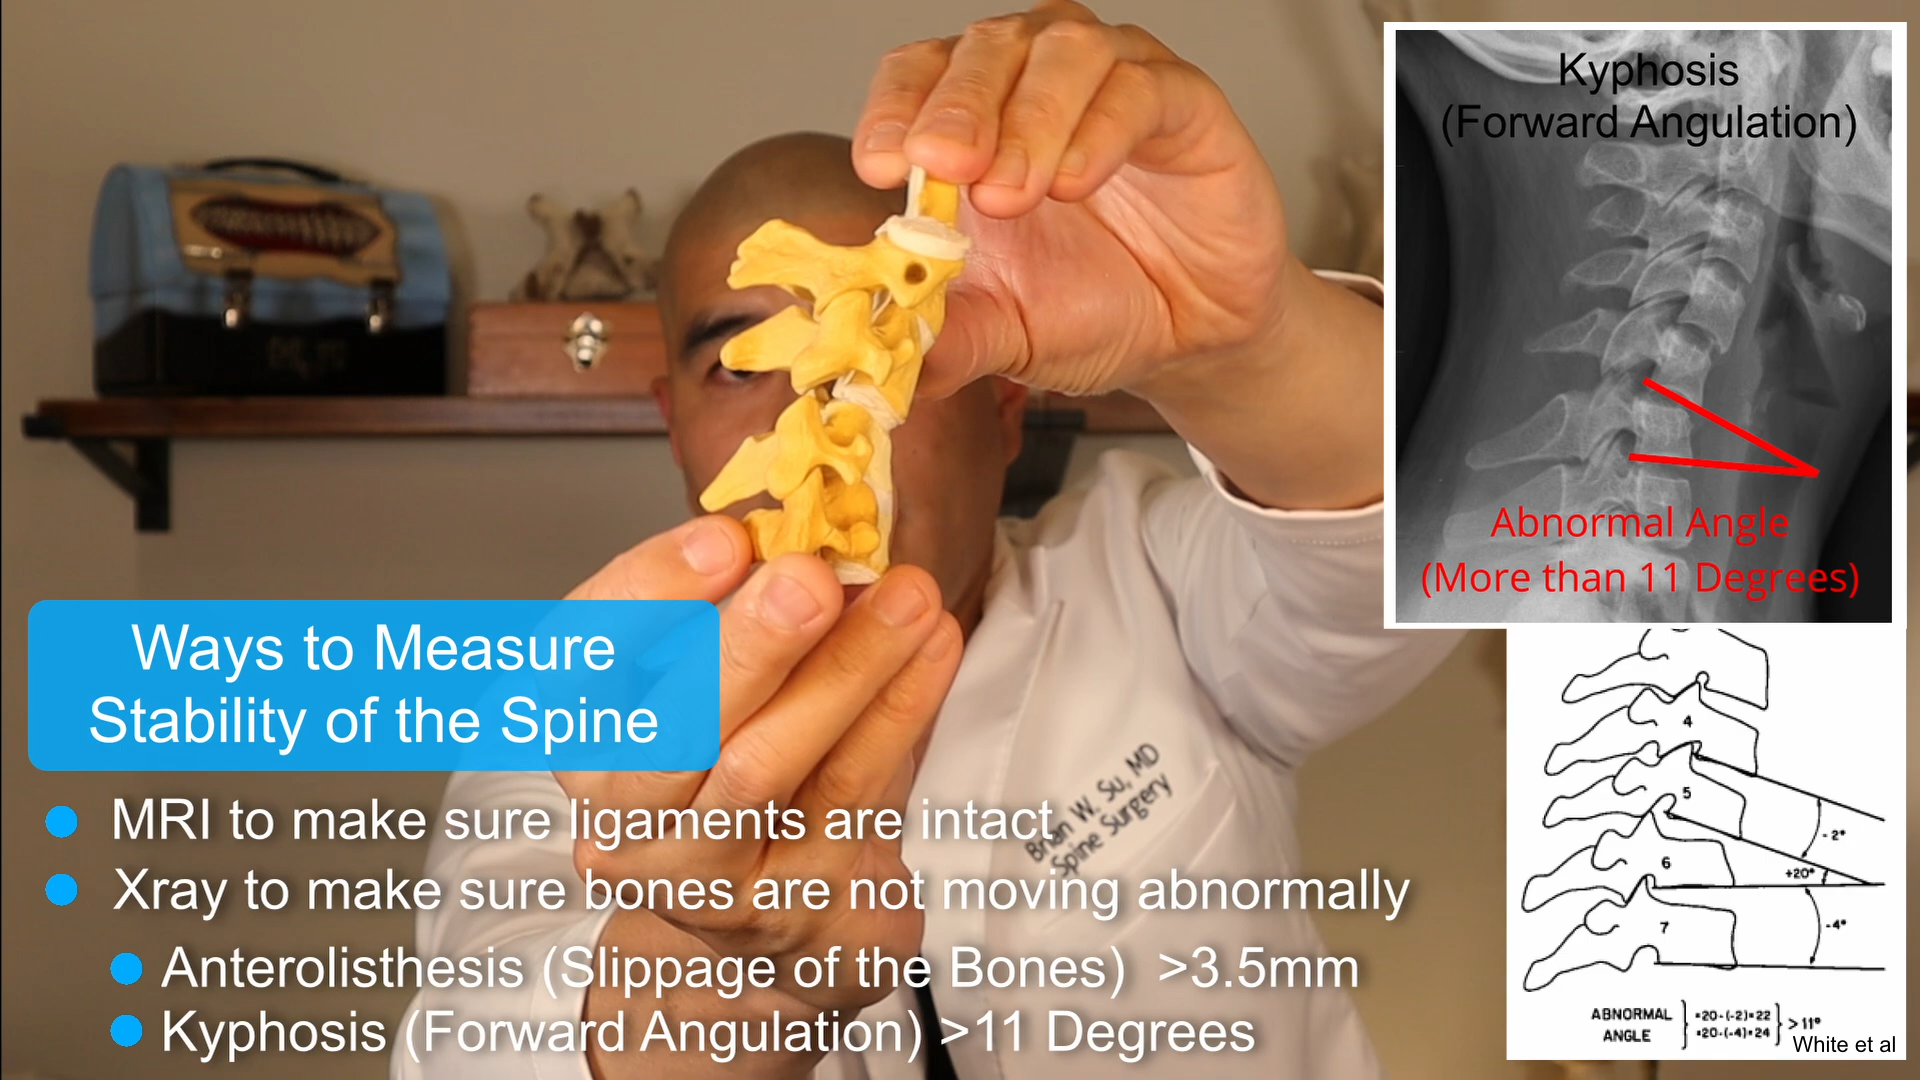 Kyphosis
(Forward Angulation)
Abnormal Angle
(More than 11 Degrees)
Ways to Measure
Stability of the Spine
MRI to make sure ligaments are intact
Xray to make sure bones are not moving abnormally
Anterolisthesis (Slippage of the Bones) >3.5mm
Kyphosis (Forward Angulation) >11 Degrees
Brian W. Su, MD
Spine Surgery
4
5
- 2°
6
+20°
7
-4°
ABNORMAL ANGLE
=20-(-2)=22
=20-(-4)=24
>11°
White et al